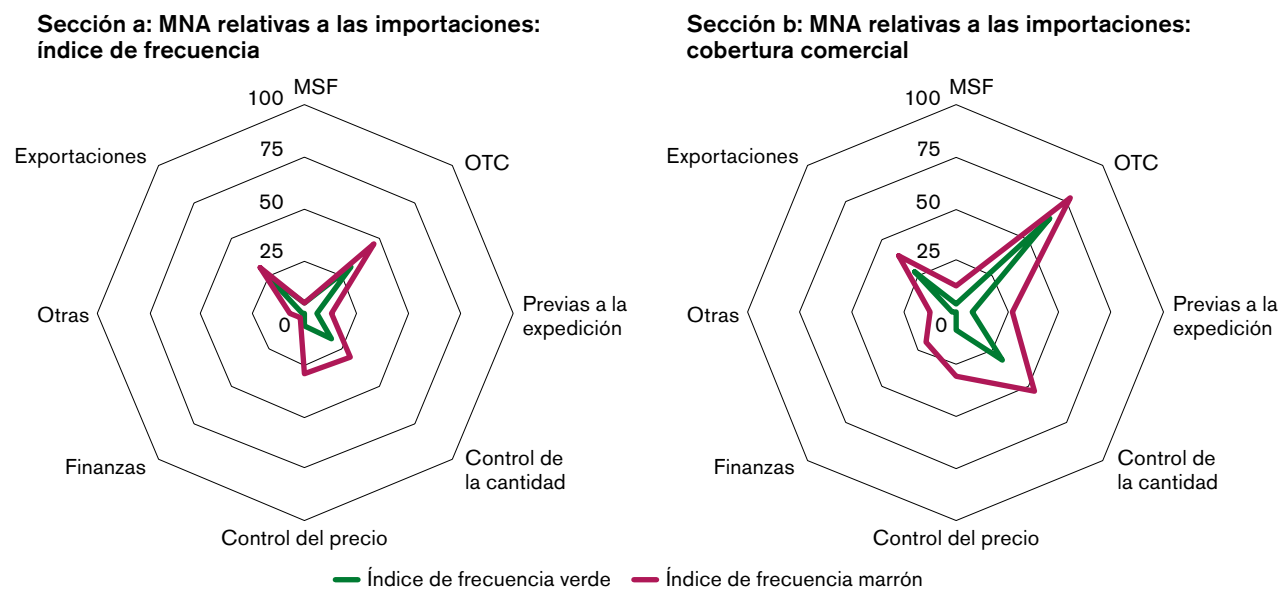 Sección a: MNA relativas a las importaciones:
índice de frecuencia
MSF
100
75
50
25
0
OTC
Previas a la
expedición
Control de
la cantidad
Control del precio
Finanzas
Otras
Exportaciones
Sección b: MNA relativas a las importaciones:
cobertura comercial
MSF
100
75
50
25
0
OTC
Previas a la
expedición
Control de
la cantidad
Control del precio
Finanzas
Otras
Exportaciones
Índice de frecuencia verde
Índice de frecuencia marrón